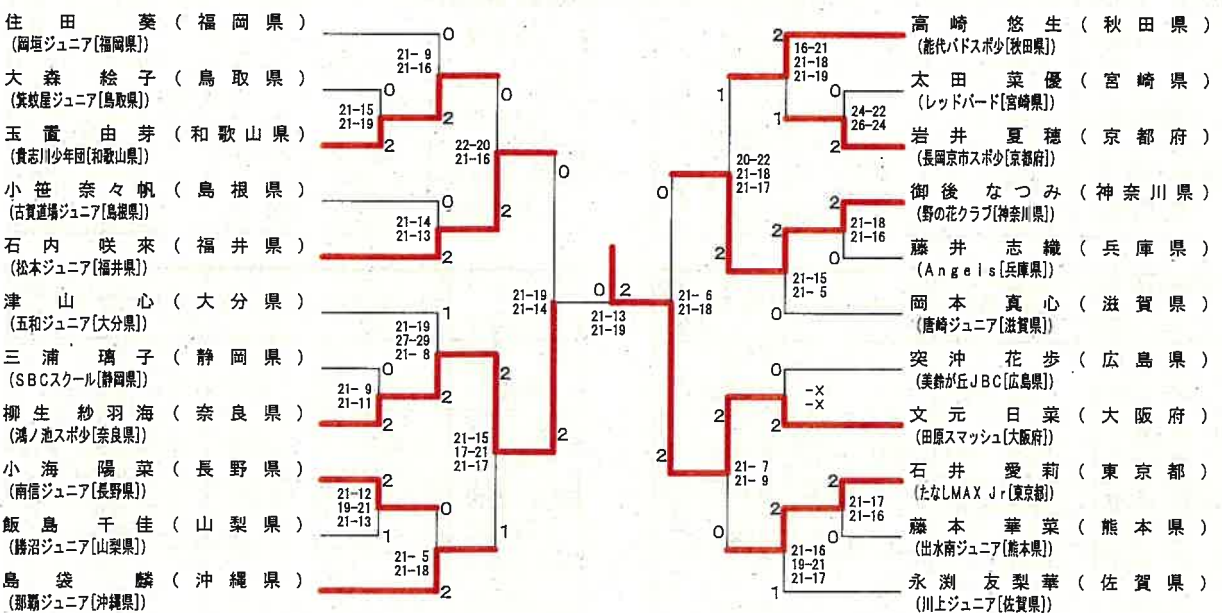 住田 葵 ( 福岡県 )
(岡垣ジュニア[福岡県])
0
21- 9
21-16
大森 絵子 ( 鳥取県 )
(箕蚊屋ジュニア[鳥取県])
0
0
21-15
21-19
2
玉置 由芽 ( 和歌山県 )
(貴志川少年団[和歌山県])
2
22-20
21-16
0
小笹 奈々帆 ( 島根県 )
(古賀道場ジュニア[島根県])
0
21-14
21-13
2
石内 咲來 ( 福井県 )
(松本ジュニア[福井県])
2
津山 心 ( 大分県 )
(五和ジュニア[大分県])
1
21-19
21-14
21-19
27-29
21- 8
三浦 璃子 ( 静岡県 )
(SBCスクール[静岡県])
0
2
21- 9
21-11
2
柳生 紗羽海 ( 奈良県 )
(鴻ノ池スポ少[奈良県])
2
21-15
17-21
21-17
2
小海 陽菜 ( 長野県 )
(南信ジュニア[長野県])
2
21-12
19-21
21-13
0
飯島 千佳 ( 山梨県 )
(勝沼ジュニア[山梨県])
1
1
21- 5
21-18
島袋 麟 ( 沖縄県 )
(那覇ジュニア[沖縄県])
2
0 2
21-13
21-19
高崎 悠生 ( 秋田県 )
(能代バドスポ少[秋田県])
2
16-21
21-18
21-19
太田 菜優 ( 宮崎県 )
(レッドバード[宮崎県])
0
1
24-22
26-24
1
岩井 夏穂 ( 京都府 )
(長岡京市スポ少[京都府])
2
20-22
21-18
21-17
0
御後 なつみ ( 神奈川県 )
(野の花クラブ[神奈川県])
2
21-18
21-16
2
藤井 志織 ( 兵庫県 )
(Angels[兵庫県])
0
2
21-15
21- 5
岡本 真心 ( 滋賀県 )
(唐崎ジュニア[滋賀県])
0
21- 6
21-18
突沖 花歩 ( 広島県 )
(美鈴が丘JBC[広島県])
0
-X
-X
2
文元 日菜 ( 大阪府 )
(田原スマッシュ[大阪府])
2
2
21- 7
21- 9
石井 愛莉 ( 東京都 )
(たなしMAX Jr[東京都])
2
21-17
21-16
2
藤本 華菜 ( 熊本県 )
(出水南ジュニア[熊本県])
0
0
21-16
19-21
21-17
永渕 友梨華 ( 佐賀県 )
(川上ジュニア[佐賀県])
1